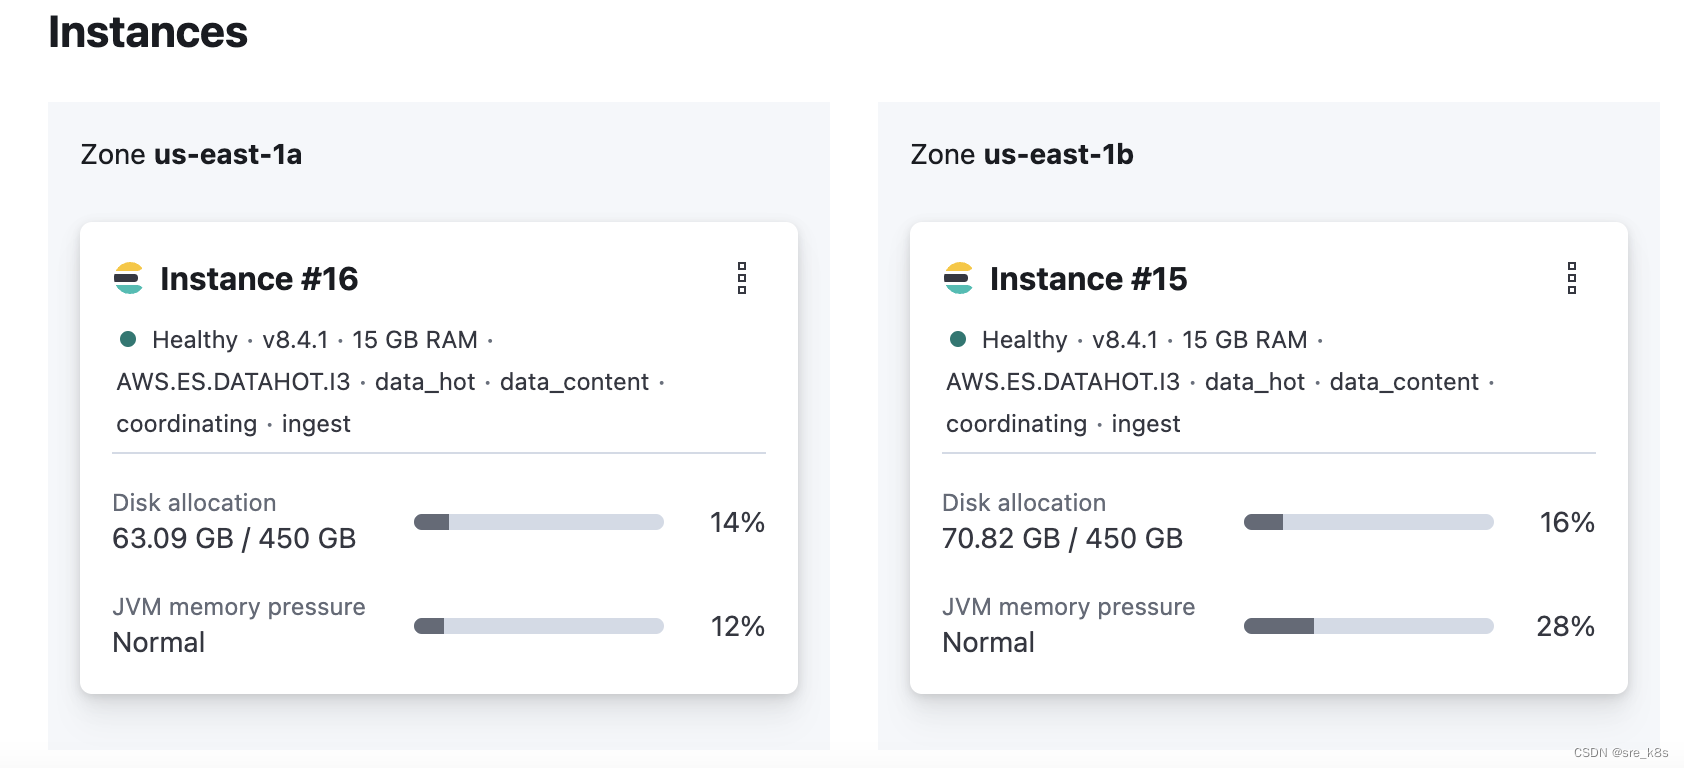 Instances
Zone us-east-1a
Instance #16
Healthy · v8.4.1 · 15 GB RAM ·
AWS.ES.DATAHOT.I3 · data_hot · data_content ·
coordinating · ingest
Disk allocation
63.09 GB / 450 GB
14%
JVM memory pressure
Normal
12%
Zone us-east-1b
Instance #15
Healthy · v8.4.1 · 15 GB RAM ·
AWS.ES.DATAHOT.I3 · data_hot · data_content ·
coordinating · ingest
Disk allocation
70.82 GB / 450 GB
16%
JVM memory pressure
Normal
28%
CSDN @sre_k8s